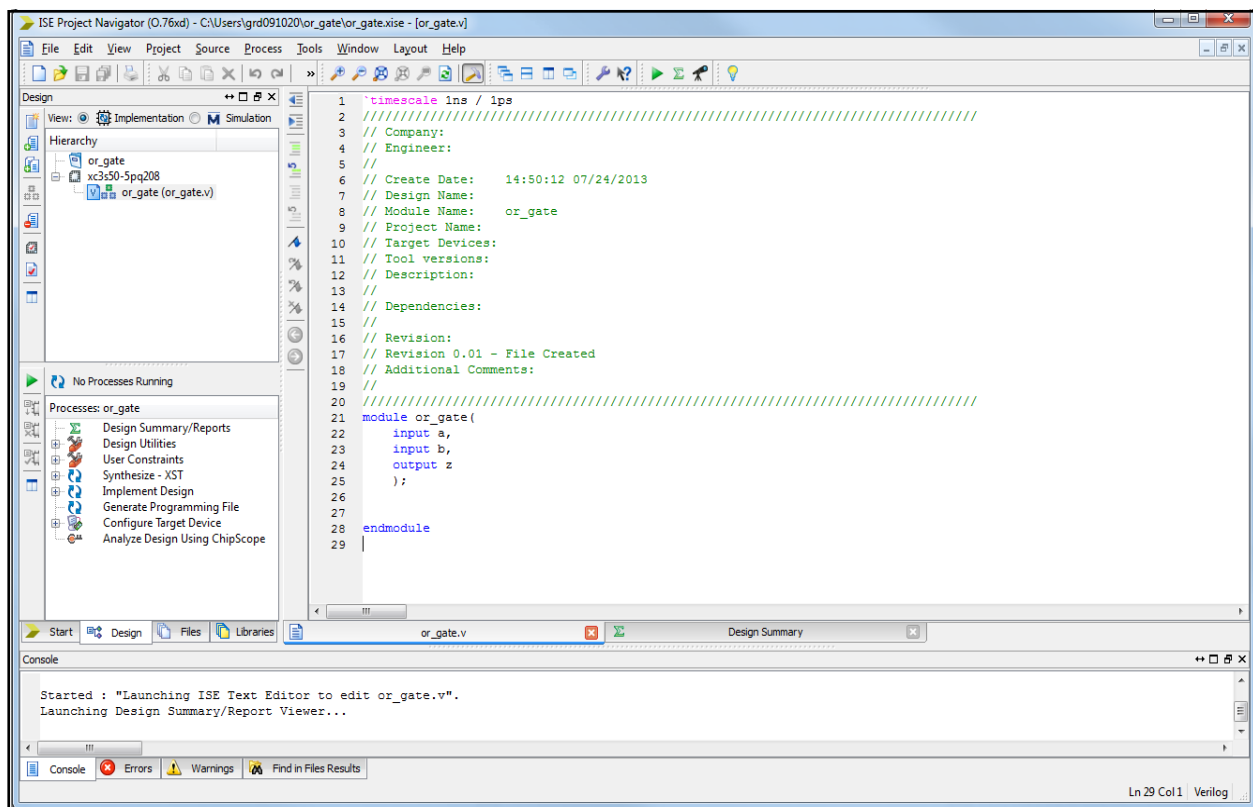 ISE Project Navigator (O.76xd) - C:\Users\grd091020\or_gate\or_gate.xise - [or_gate.v]
File Edit View Project Source Process Tools Window Layout Help
Design
View: Implementation Simulation
Hierarchy
or_gate
xc3s50-5pq208
or_gate (or_gate.v)
No Processes Running
Processes: or_gate
Design Summary/Reports
Design Utilities
User Constraints
Synthesize - XST
Implement Design
Generate Programming File
Configure Target Device
Analyze Design Using ChipScope
Start Design Files Libraries
1 `timescale 1ns / 1ps
2 //////////////////////////////////////////////////////////////////////////////////
3 // Company:
4 // Engineer:
5 //
6 // Create Date:    14:50:12 07/24/2013
7 // Design Name:
8 // Module Name:    or_gate
9 // Project Name:
10 // Target Devices:
11 // Tool versions:
12 // Description:
13 //
14 // Dependencies:
15 //
16 // Revision:
17 // Revision 0.01 - File Created
18 // Additional Comments:
19 //
20 //////////////////////////////////////////////////////////////////////////////////
21 module or_gate(
22     input a,
23     input b,
24     output z
25     );
26
27
28 endmodule
29
or_gate.v Design Summary
Console
Started : "Launching ISE Text Editor to edit or_gate.v".
Launching Design Summary/Report Viewer...
Console Errors Warnings Find in Files Results
Ln 29 Col 1 Verilog